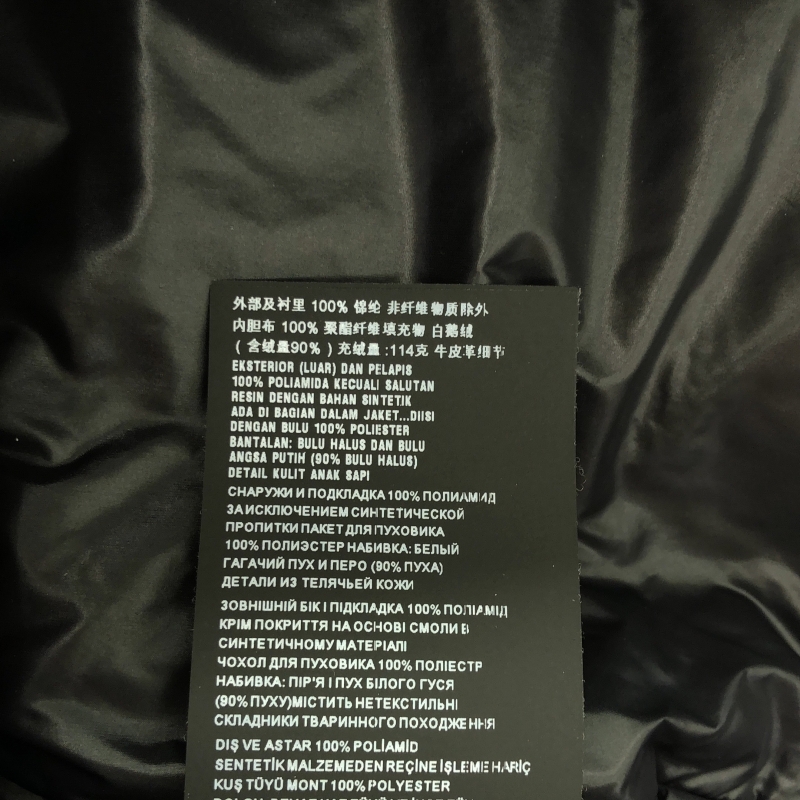 外部及衬里 100% 锦纶 非纤维物质除外
内胆布 100% 聚酯纤维填充物 白鹅绒
( 含绒量90% ) 充绒量 :114克 牛皮革细节
EKSTERIOR (LUAR) DAN PELAPIS
100% POLIAMIDA KECUALI SALUTAN
RESIN DENGAN BAHAN SINTETIK
ADA DI BAGIAN DALAM JAKET...DIISI
DENGAN BULU 100% POLIESTER
BANTALAN: BULU HALUS DAN BULU
ANGSA PUTIH (90% BULU HALUS)
DETAIL KULIT ANAK SAPI
СНАРУЖИ И ПОДКЛАДКА 100% ПОЛИАМИД
ЗА ИСКЛЮЧЕНИЕМ СИНТЕТИЧЕСКОЙ
ПРОПИТКИ ПАКЕТ ДЛЯ ПУХОВИКА
100% ПОЛИЭСТЕР НАБИВКА: БЕЛЫЙ
ГАГАЧИЙ ПУХ И ПЕРО (90% ПУХА)
ДЕТАЛИ ИЗ ТЕЛЯЧЬЕЙ КОЖИ
ЗОВНІШНІЙ БІК І ПІДКЛАДКА 100% ПОЛІАМІД
КРІМ ПОКРИТТЯ НА ОСНОВІ СМОЛИ В
СИНТЕТИЧНОМУ МАТЕРІАЛІ
ЧОХОЛ ДЛЯ ПУХОВИКА 100% ПОЛІЕСТР
НАБИВКА: ПІР'Я І ПУХ БІЛОГО ГУСЯ
(90% ПУХУ)МІСТИТЬ НЕТЕКСТИЛЬНІ
СКЛАДНИКИ ТВАРИННОГО ПОХОДЖЕННЯ
DIŞ VE ASTAR 100% POLİAMİD
SENTETİK MALZEMEDEN REÇİNE İŞLEME HARİÇ
KUŞ TÜYÜ MONT 100% POLYESTER